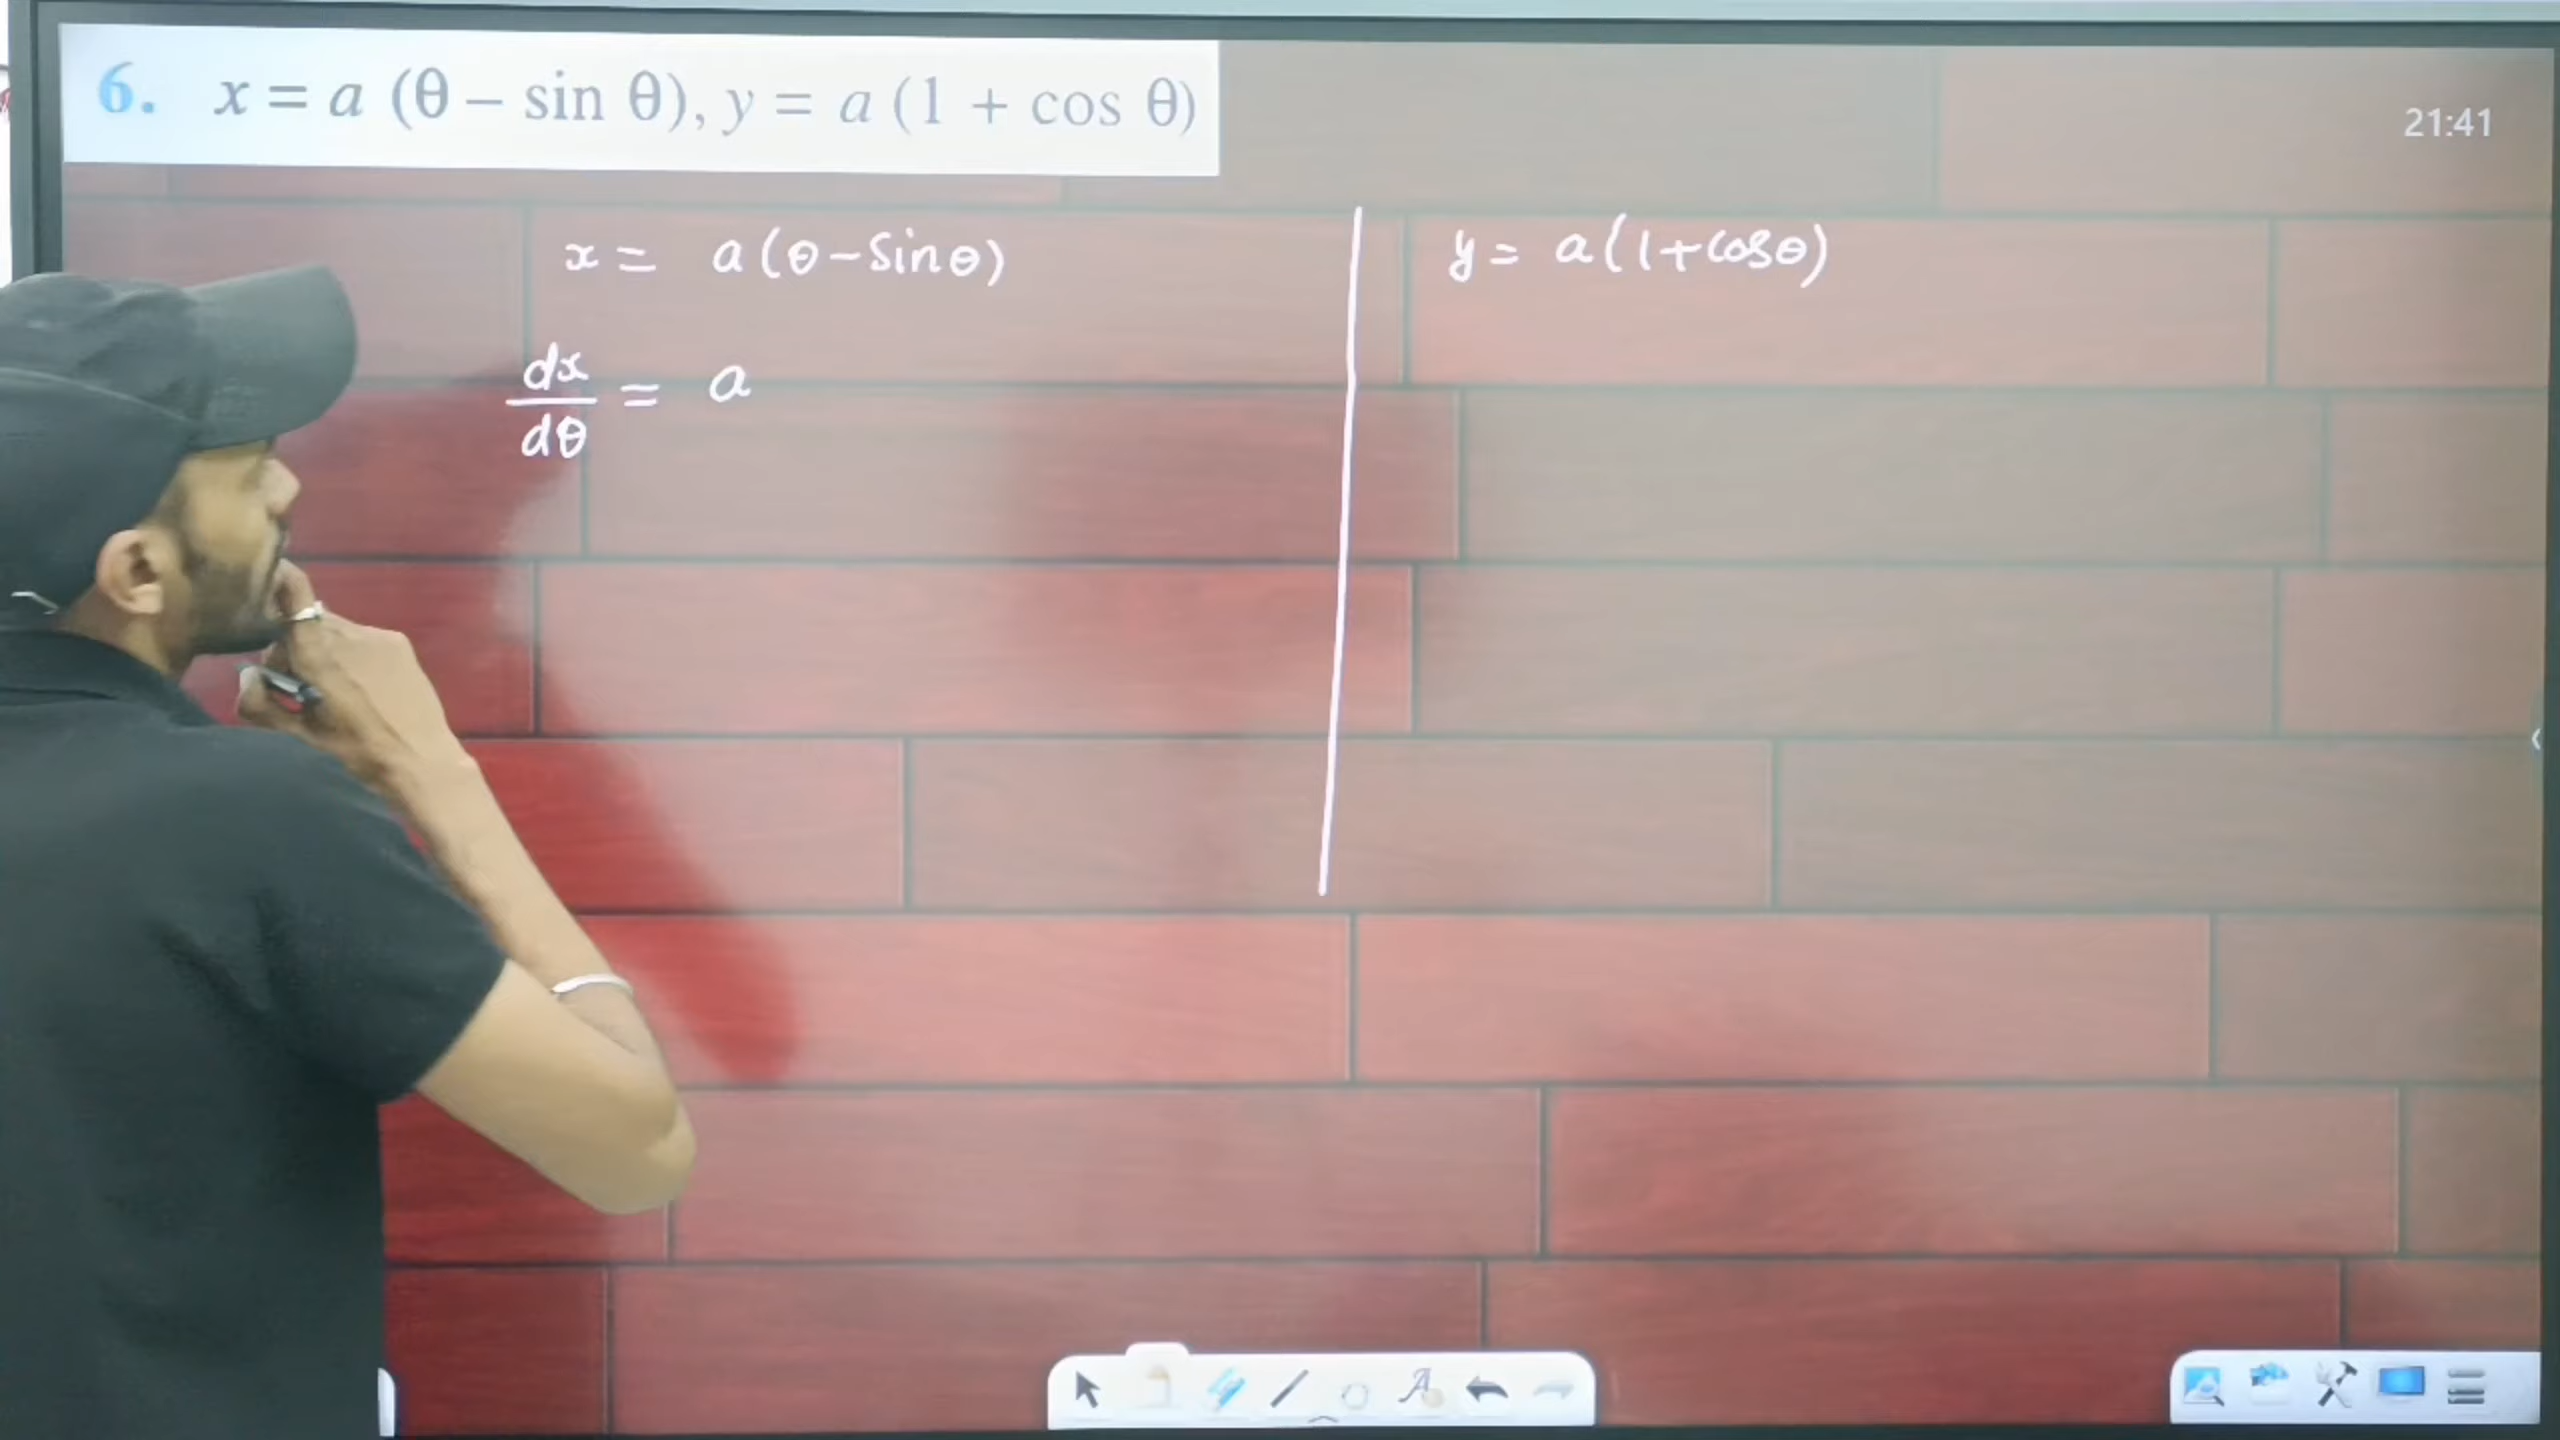 6. x = a (θ – sin θ), y = a (1 + cos θ)
21:41
x = a(θ-Sinθ)
dx/dθ = a
y = a(1+cosθ)